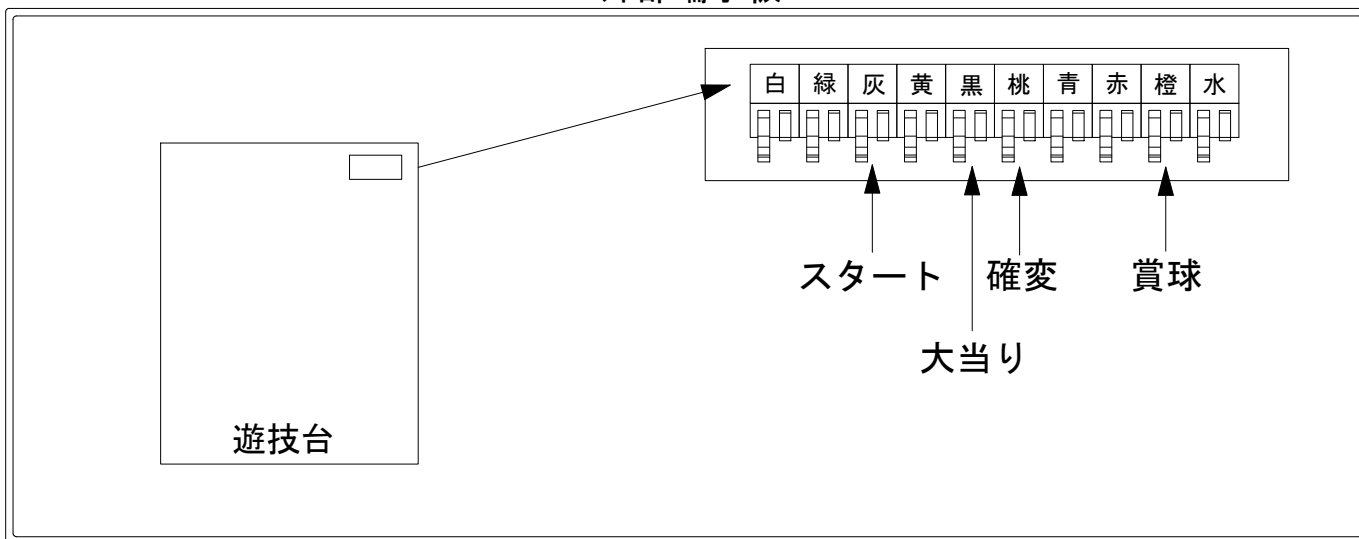 白 緑 灰 黄 黒 桃 青 赤 橙 水
スタート 確変 賞球
大当り
遊技台